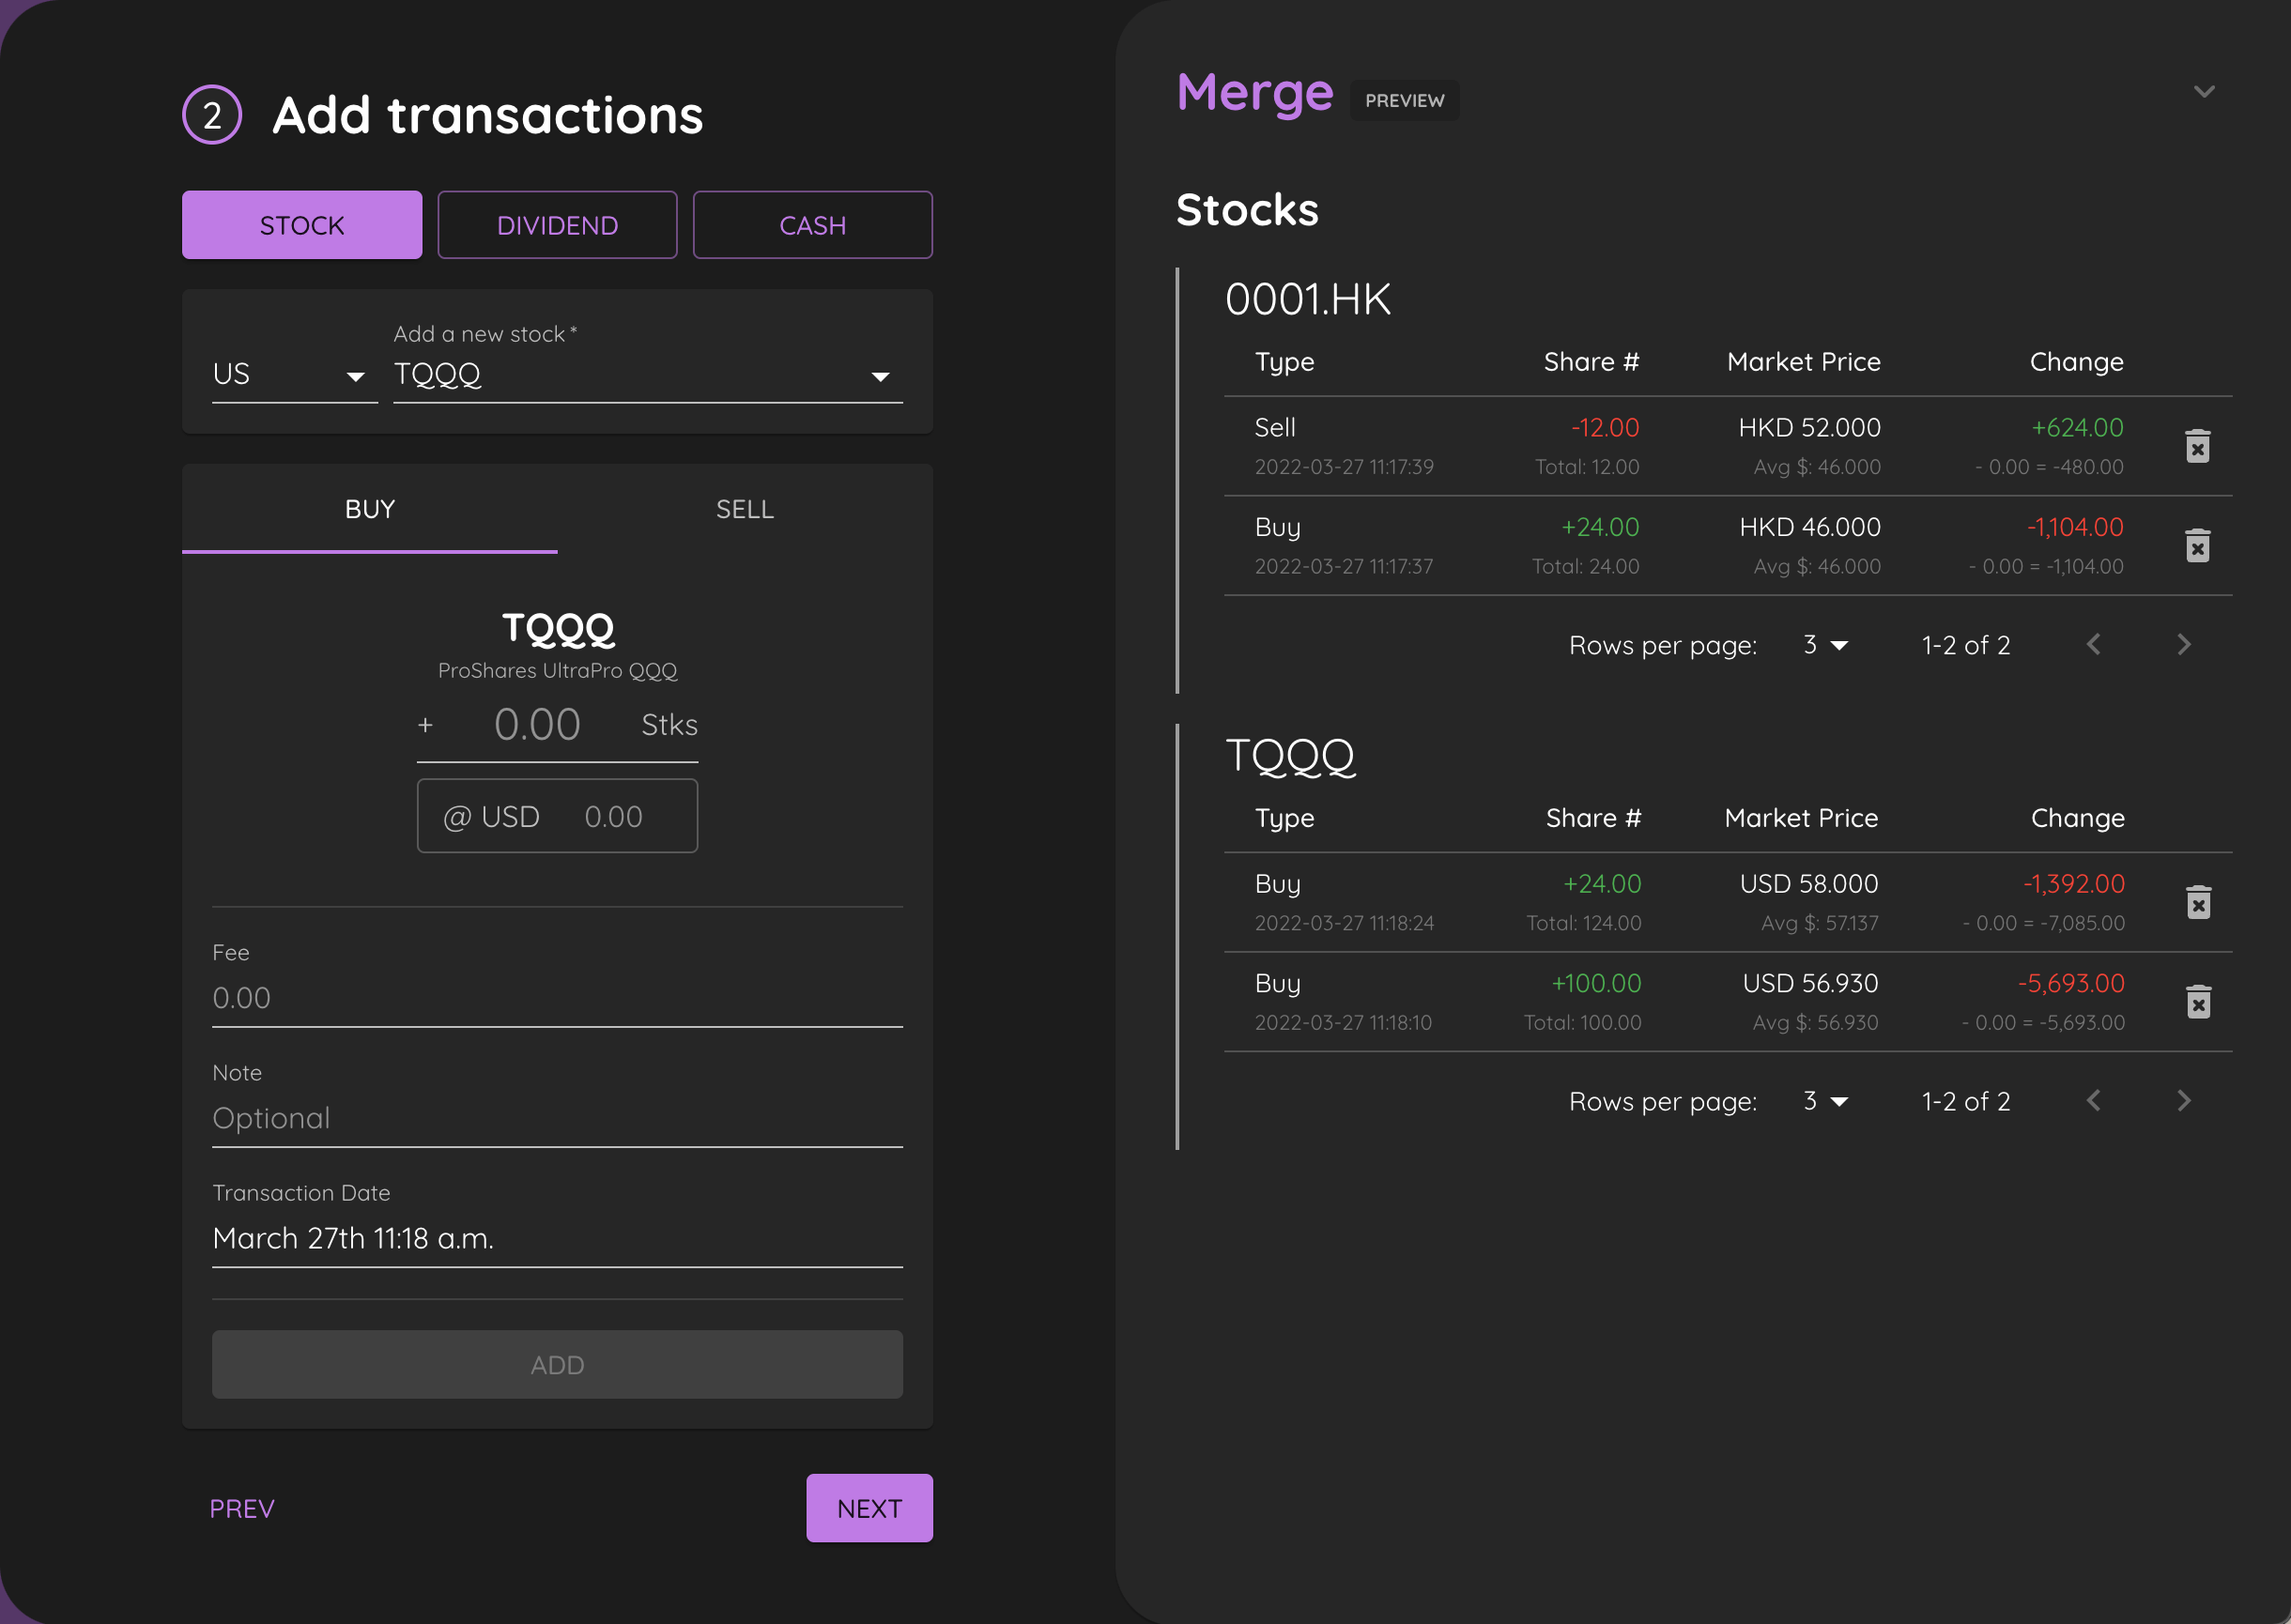 2 Add transactions
STOCK DIVIDEND CASH
Add a new stock *
US TQQQ
BUY SELL
TQQQ
ProShares UltraPro QQQ
+ 0.00 Stks
@ USD 0.00
Fee
0.00
Note
Optional
Transaction Date
March 27th 11:18 a.m.
ADD
PREV NEXT
Merge PREVIEW
Stocks
0001.HK
Type Share # Market Price Change
Sell -12.00 HKD 52.000 +624.00
2022-03-27 11:17:39 Total: 12.00 Avg $: 46.000 - 0.00 = -480.00
Buy +24.00 HKD 46.000 -1,104.00
2022-03-27 11:17:37 Total: 24.00 Avg $: 46.000 - 0.00 = -1,104.00
Rows per page: 3 1-2 of 2
TQQQ
Type Share # Market Price Change
Buy +24.00 USD 58.000 -1,392.00
2022-03-27 11:18:24 Total: 124.00 Avg $: 57.137 - 0.00 = -7,085.00
Buy +100.00 USD 56.930 -5,693.00
2022-03-27 11:18:10 Total: 100.00 Avg $: 56.930 - 0.00 = -5,693.00
Rows per page: 3 1-2 of 2